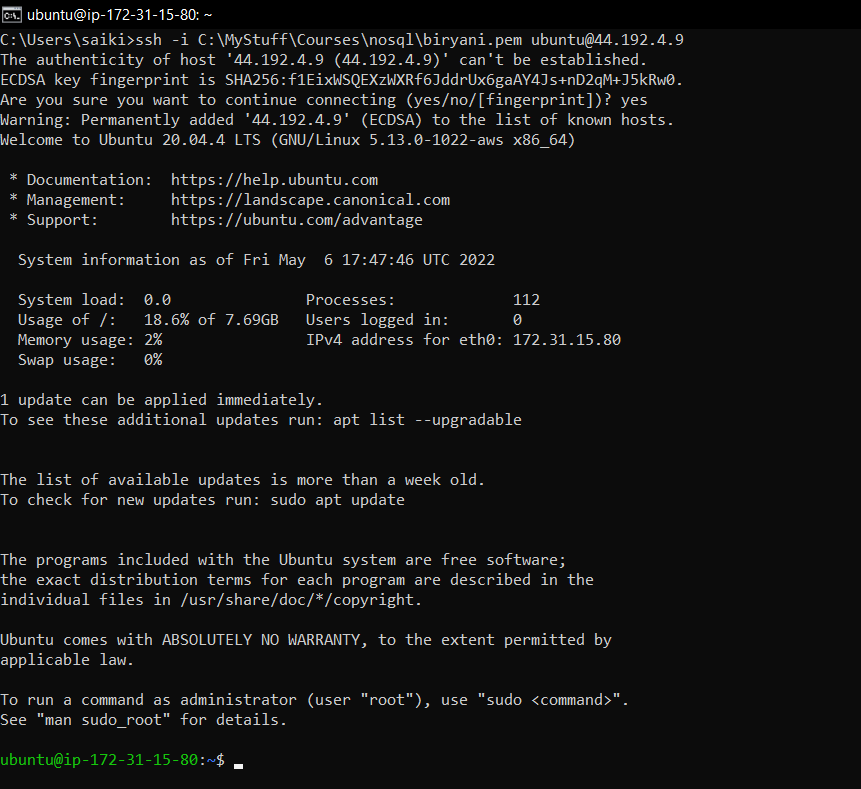 ubuntu@ip-172-31-15-80: ~
C:\Users\saiki>ssh -i C:\MyStuff\Courses\nosql\biryani.pem ubuntu@44.192.4.9
The authenticity of host '44.192.4.9 (44.192.4.9)' can't be established.
ECDSA key fingerprint is SHA256:f1EixWSQEXzWXRf6JddrUx6gaAY4Js+nD2qM+J5kRw0.
Are you sure you want to continue connecting (yes/no/[fingerprint])? yes
Warning: Permanently added '44.192.4.9' (ECDSA) to the list of known hosts.
Welcome to Ubuntu 20.04.4 LTS (GNU/Linux 5.13.0-1022-aws x86_64)

 * Documentation:  https://help.ubuntu.com
 * Management:     https://landscape.canonical.com
 * Support:        https://ubuntu.com/advantage

  System information as of Fri May  6 17:47:46 UTC 2022

  System load:  0.0               Processes:             112
  Usage of /:   18.6% of 7.69GB   Users logged in:       0
  Memory usage: 2%                IPv4 address for eth0: 172.31.15.80
  Swap usage:   0%

1 update can be applied immediately.
To see these additional updates run: apt list --upgradable

The list of available updates is more than a week old.
To check for new updates run: sudo apt update

The programs included with the Ubuntu system are free software;
the exact distribution terms for each program are described in the
individual files in /usr/share/doc/*/copyright.

Ubuntu comes with ABSOLUTELY NO WARRANTY, to the extent permitted by
applicable law.

To run a command as administrator (user "root"), use "sudo <command>".
See "man sudo_root" for details.

ubuntu@ip-172-31-15-80:~$